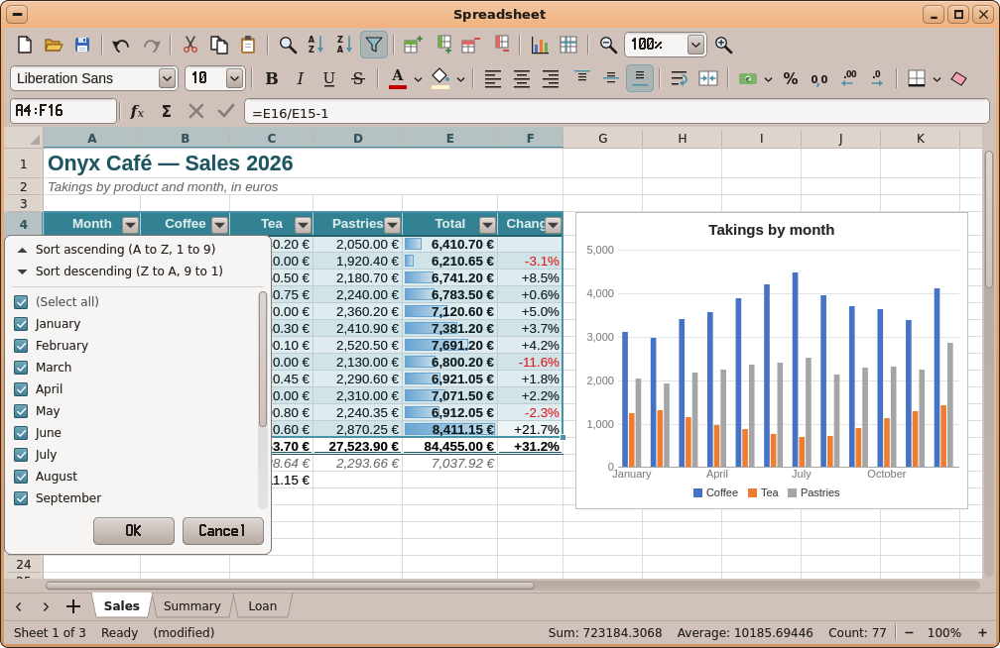 Spreadsheet
100%
Liberation Sans 10 B I U S A % 0,0 .00 .0
A4:F16 fx Σ =E16/E15-1
A B C D E F G H I J K
1 Onyx Café — Sales 2026
2 Takings by product and month, in euros
3
4 Month Coffee Tea Pastries Total Chang
Sort ascending (A to Z, 1 to 9)
Sort descending (Z to A, 9 to 1)
(Select all)
January
February
March
April
May
June
July
August
September
OK Cancel
0.20 € 2,050.00 € 6,410.70 €
0.00 € 1,920.40 € 6,210.65 € -3.1%
0.50 € 2,180.70 € 6,741.20 € +8.5%
0.75 € 2,240.00 € 6,783.50 € +0.6%
0.00 € 2,360.20 € 7,120.60 € +5.0%
0.30 € 2,410.90 € 7,381.20 € +3.7%
0.10 € 2,520.50 € 7,691.20 € +4.2%
0.00 € 2,130.00 € 6,800.20 € -11.6%
0.45 € 2,290.60 € 6,921.05 € +1.8%
0.00 € 2,310.00 € 7,071.50 € +2.2%
0.80 € 2,240.35 € 6,912.05 € -2.3%
0.60 € 2,870.25 € 8,411.15 € +21.7%
3.70 € 27,523.90 € 84,455.00 € +31.2%
8.64 € 2,293.66 € 7,037.92 €
1.15 €
24
Takings by month
5,000
4,000
3,000
2,000
1,000
0
January April July October
Coffee Tea Pastries
Sales Summary Loan
Sheet 1 of 3 Ready (modified) Sum: 723184.3068 Average: 10185.69446 Count: 77 − 100% +